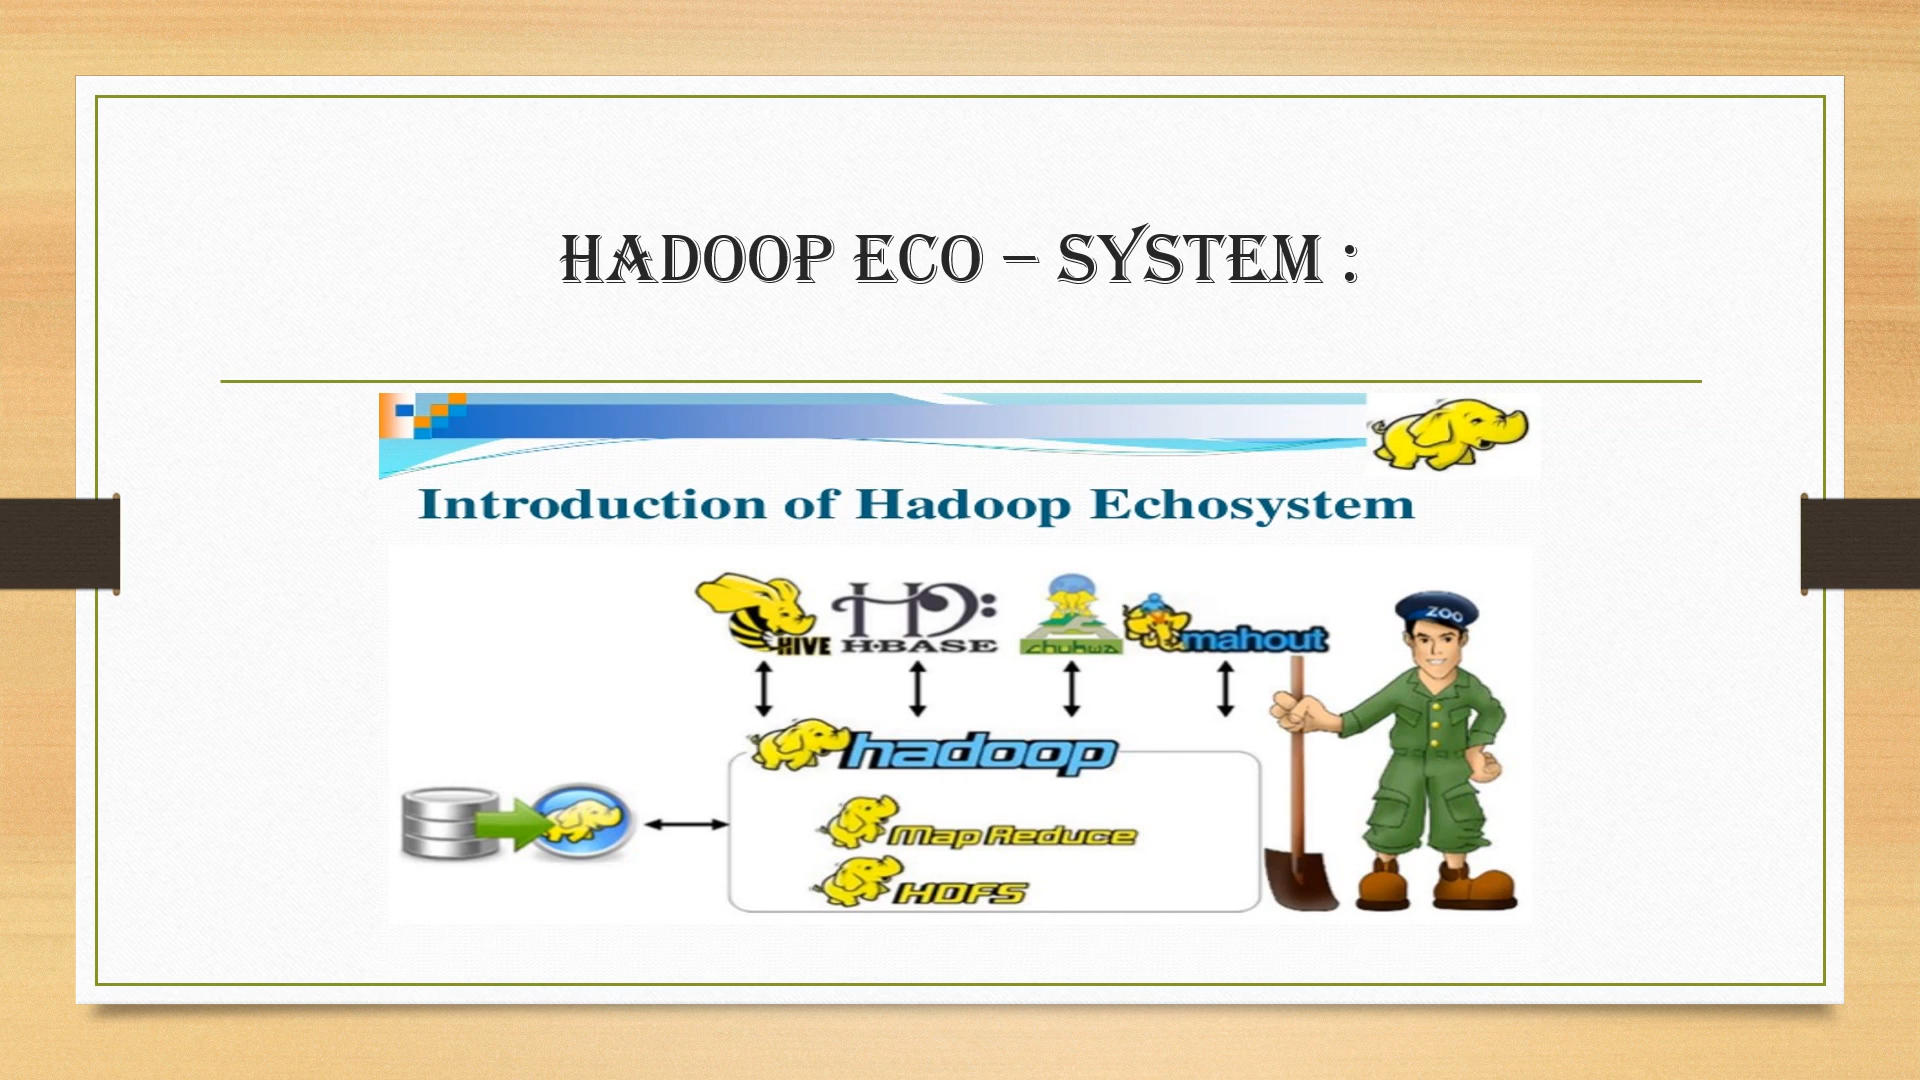 HADOOP ECO – SYSTEM :
Introduction of Hadoop Echosystem
HIVE H·BASE chukwa mahout
ZOO
hadoop
Map Reduce
HDFS